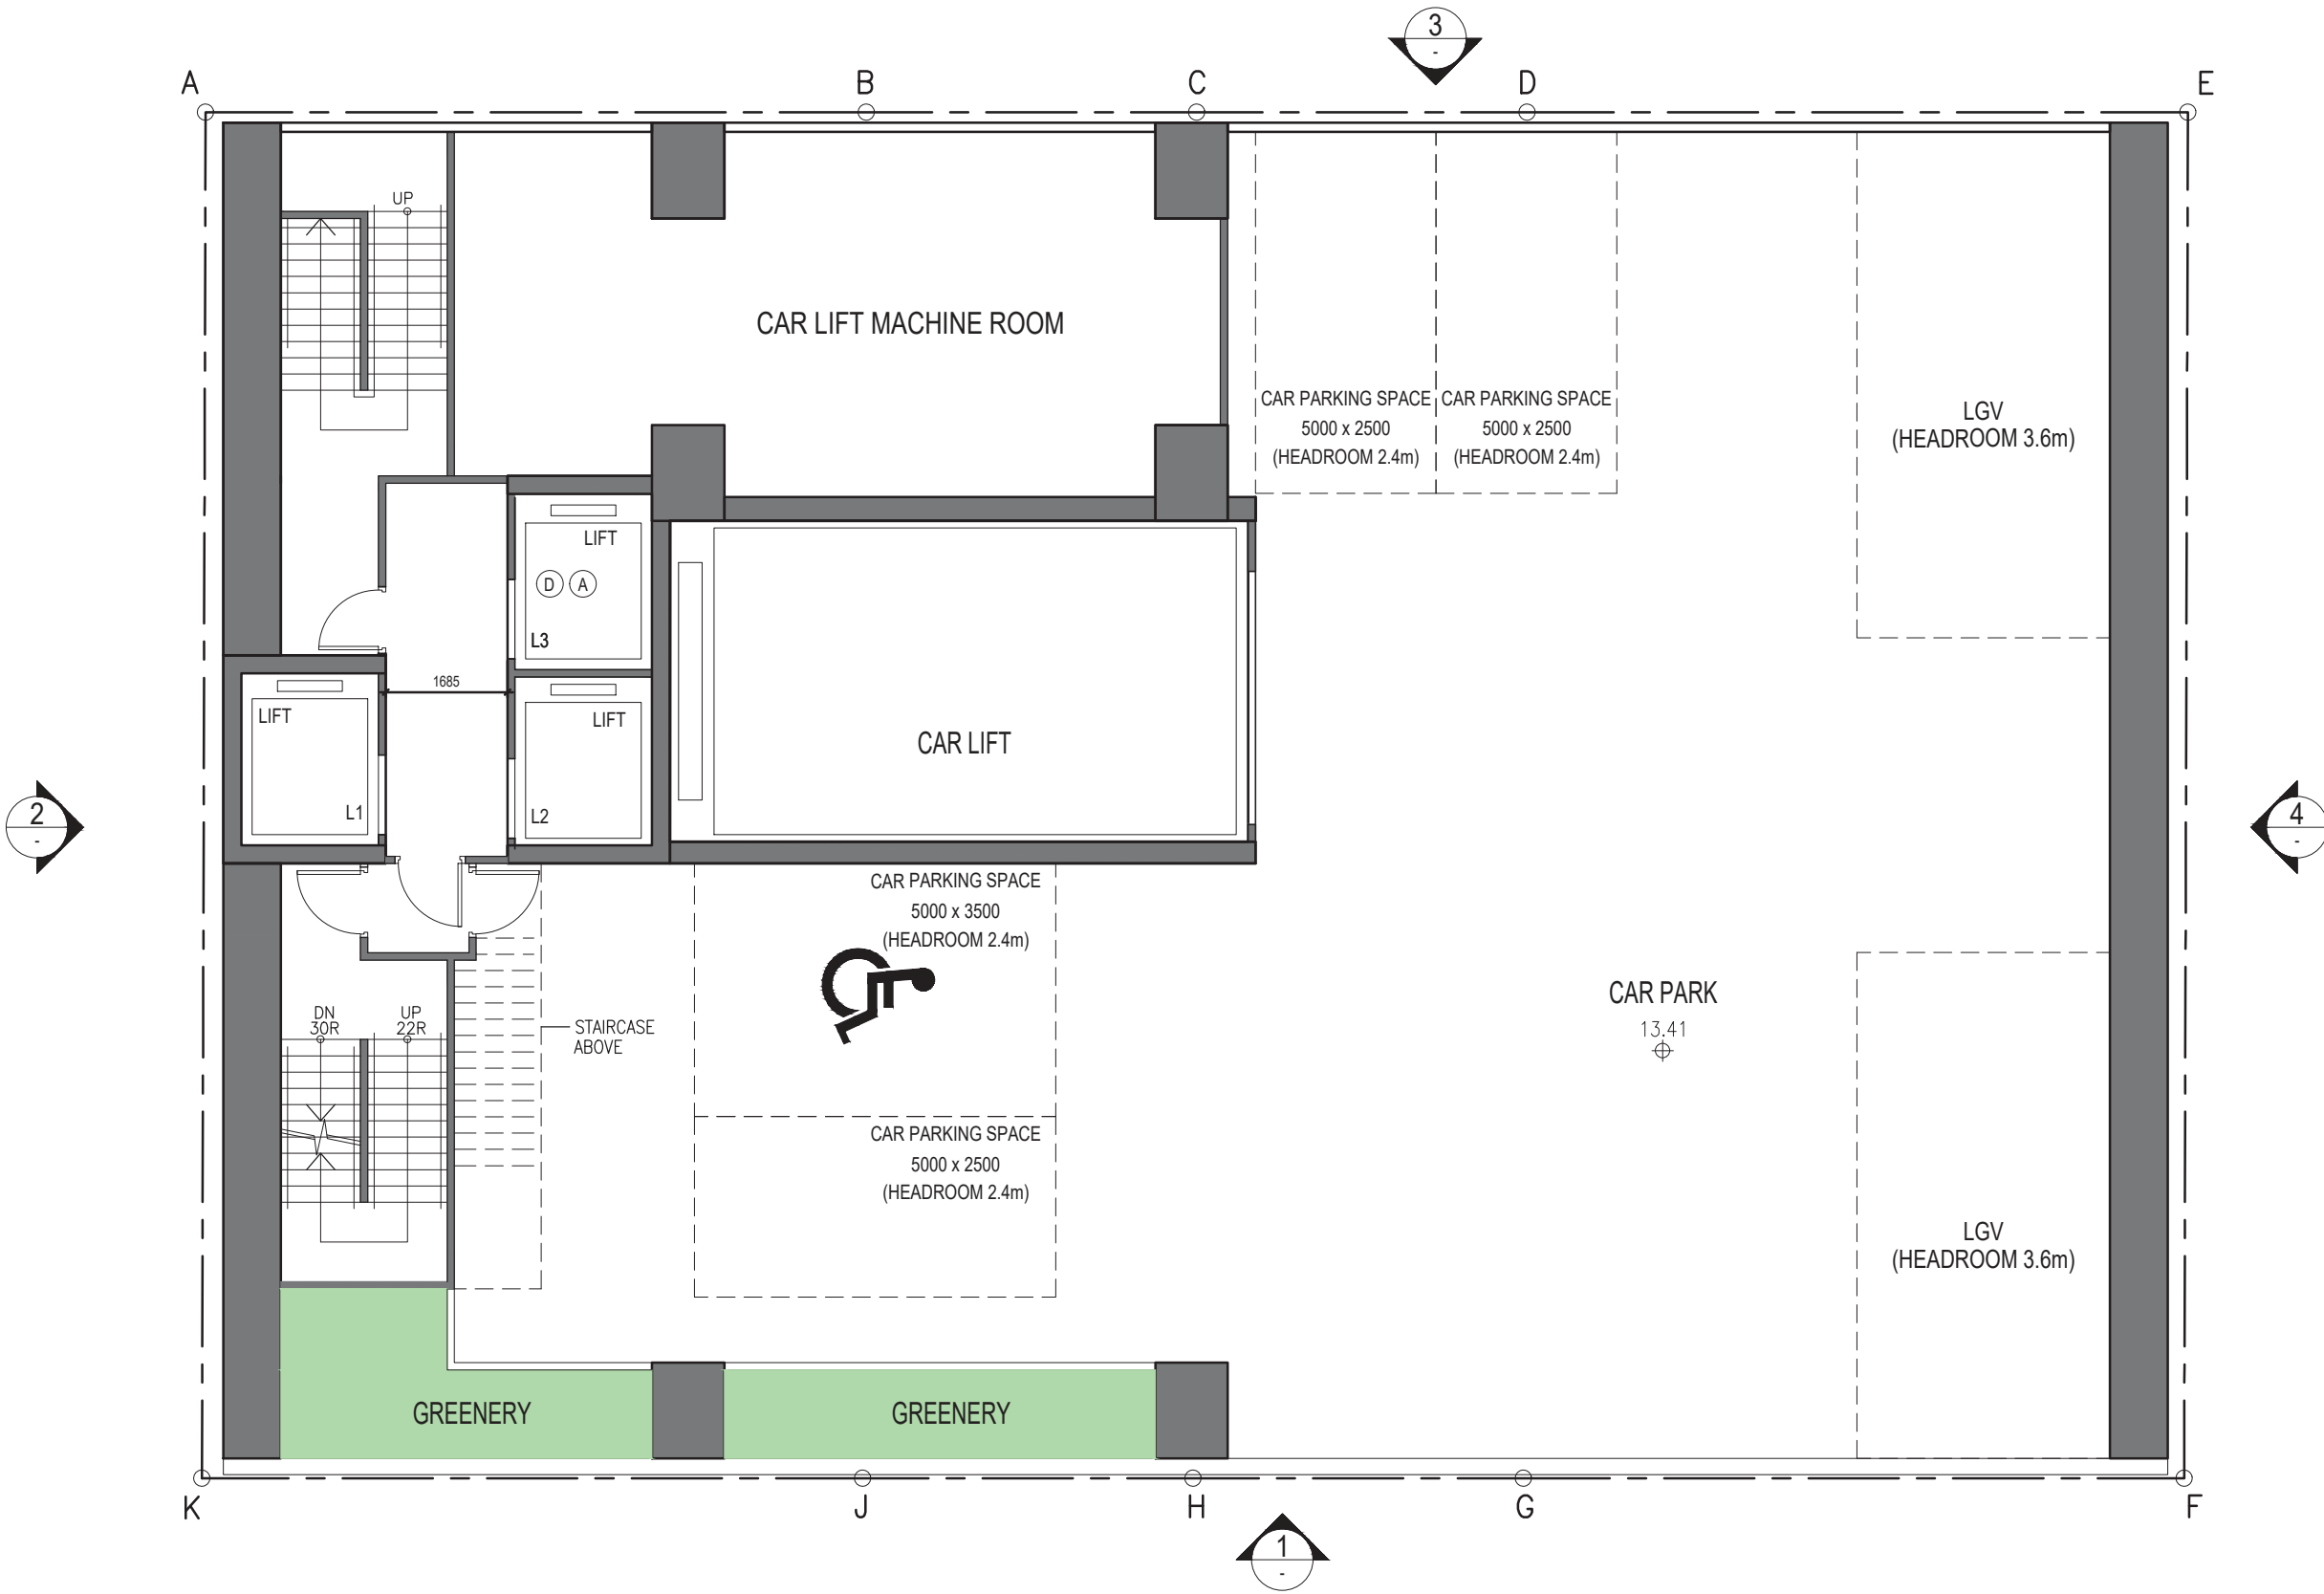 3
-
A
B
C
D
E
UP
CAR LIFT MACHINE ROOM
CAR PARKING SPACE
5000 x 2500
(HEADROOM 2.4m)
CAR PARKING SPACE
5000 x 2500
(HEADROOM 2.4m)
LGV
(HEADROOM 3.6m)
LIFT
D
A
L3
1685
LIFT
L1
LIFT
L2
CAR LIFT
2
-
4
-
CAR PARKING SPACE
5000 x 3500
(HEADROOM 2.4m)
DN
30R
UP
22R
STAIRCASE
ABOVE
CAR PARK
13.41
CAR PARKING SPACE
5000 x 2500
(HEADROOM 2.4m)
LGV
(HEADROOM 3.6m)
GREENERY
GREENERY
K
J
H
G
F
1
-